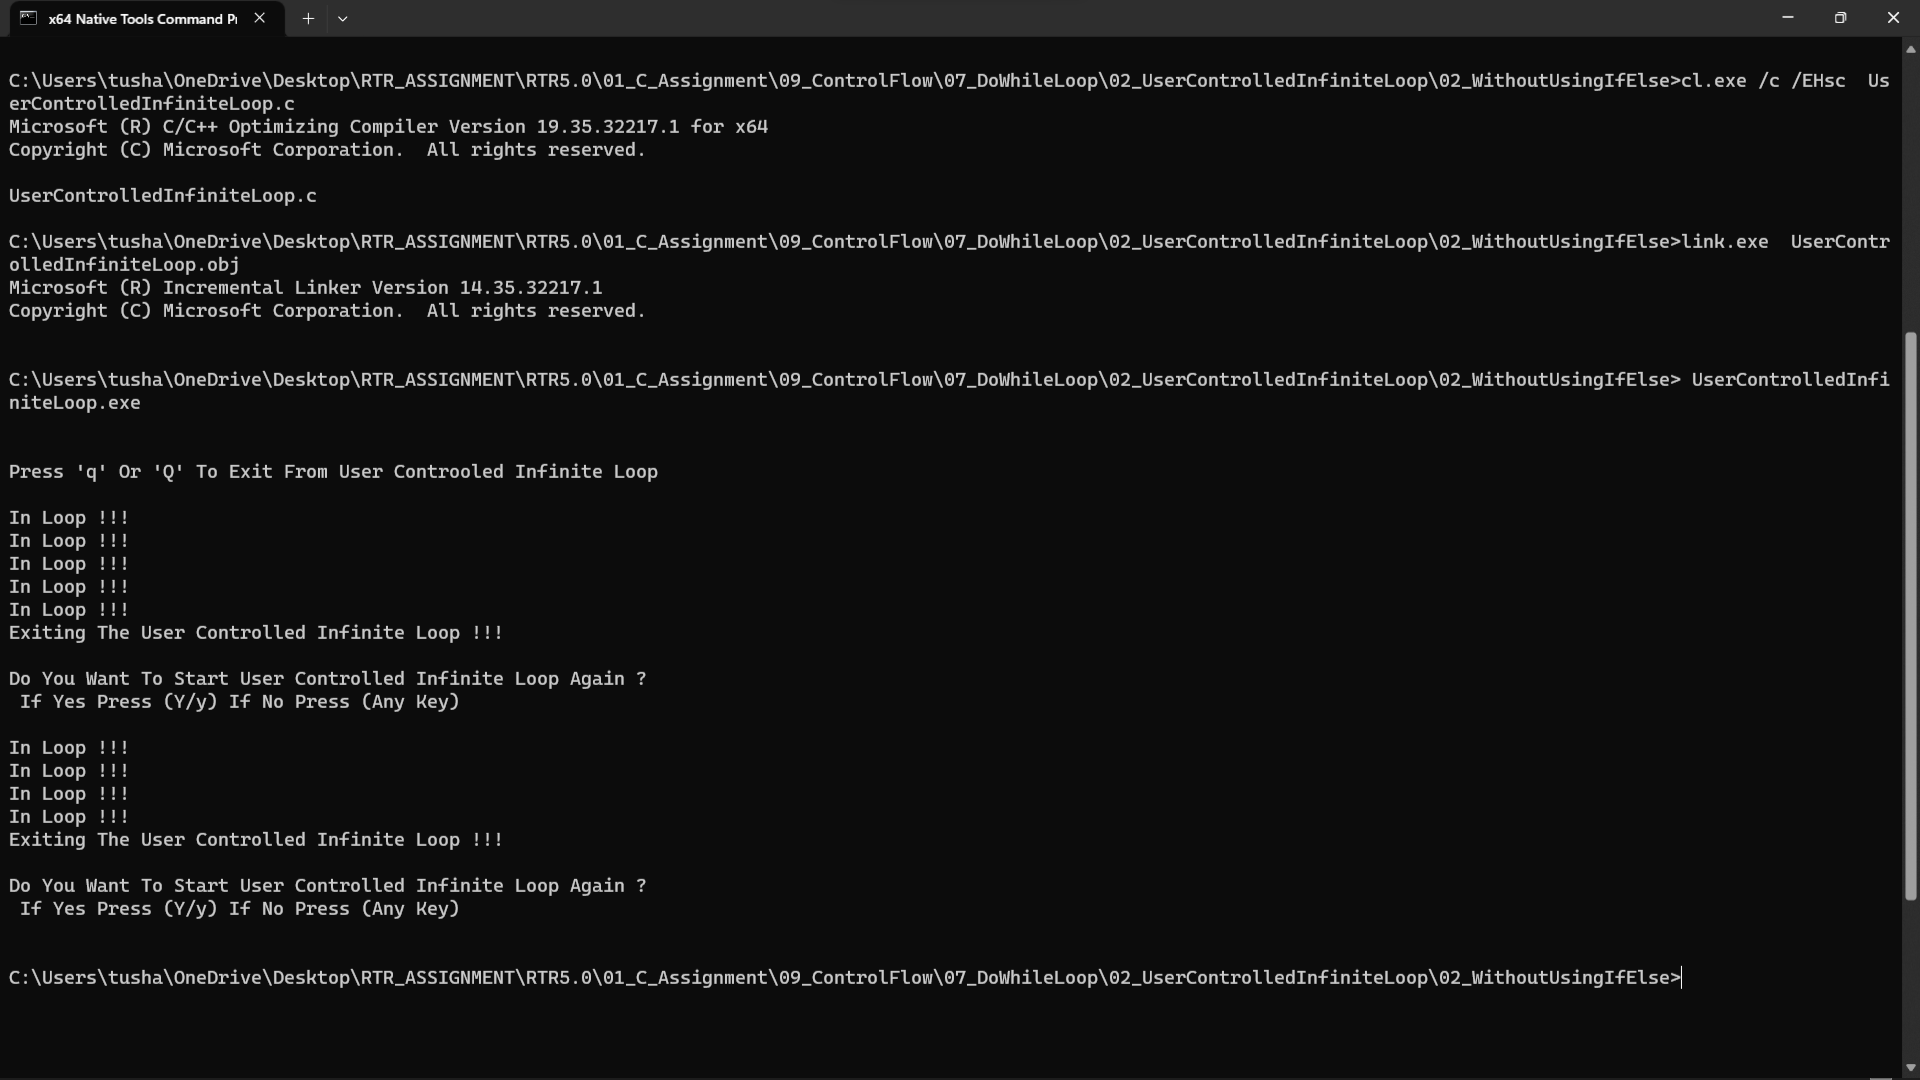 x64 Native Tools Command P
C:\Users\tusha\OneDrive\Desktop\RTR_ASSIGNMENT\RTR5.0\01_C_Assignment\09_ControlFlow\07_DoWhileLoop\02_UserControlledInfiniteLoop\02_WithoutUsingIfElse>cl.exe /c /EHsc  Us
erControlledInfiniteLoop.c
Microsoft (R) C/C++ Optimizing Compiler Version 19.35.32217.1 for x64
Copyright (C) Microsoft Corporation.  All rights reserved.
UserControlledInfiniteLoop.c
C:\Users\tusha\OneDrive\Desktop\RTR_ASSIGNMENT\RTR5.0\01_C_Assignment\09_ControlFlow\07_DoWhileLoop\02_UserControlledInfiniteLoop\02_WithoutUsingIfElse>link.exe  UserContr
olledInfiniteLoop.obj
Microsoft (R) Incremental Linker Version 14.35.32217.1
Copyright (C) Microsoft Corporation.  All rights reserved.
C:\Users\tusha\OneDrive\Desktop\RTR_ASSIGNMENT\RTR5.0\01_C_Assignment\09_ControlFlow\07_DoWhileLoop\02_UserControlledInfiniteLoop\02_WithoutUsingIfElse> UserControlledInfi
niteLoop.exe
Press 'q' Or 'Q' To Exit From User Controoled Infinite Loop
In Loop !!!
In Loop !!!
In Loop !!!
In Loop !!!
In Loop !!!
Exiting The User Controlled Infinite Loop !!!
Do You Want To Start User Controlled Infinite Loop Again ?
 If Yes Press (Y/y) If No Press (Any Key)
In Loop !!!
In Loop !!!
In Loop !!!
In Loop !!!
Exiting The User Controlled Infinite Loop !!!
Do You Want To Start User Controlled Infinite Loop Again ?
 If Yes Press (Y/y) If No Press (Any Key)
C:\Users\tusha\OneDrive\Desktop\RTR_ASSIGNMENT\RTR5.0\01_C_Assignment\09_ControlFlow\07_DoWhileLoop\02_UserControlledInfiniteLoop\02_WithoutUsingIfElse>